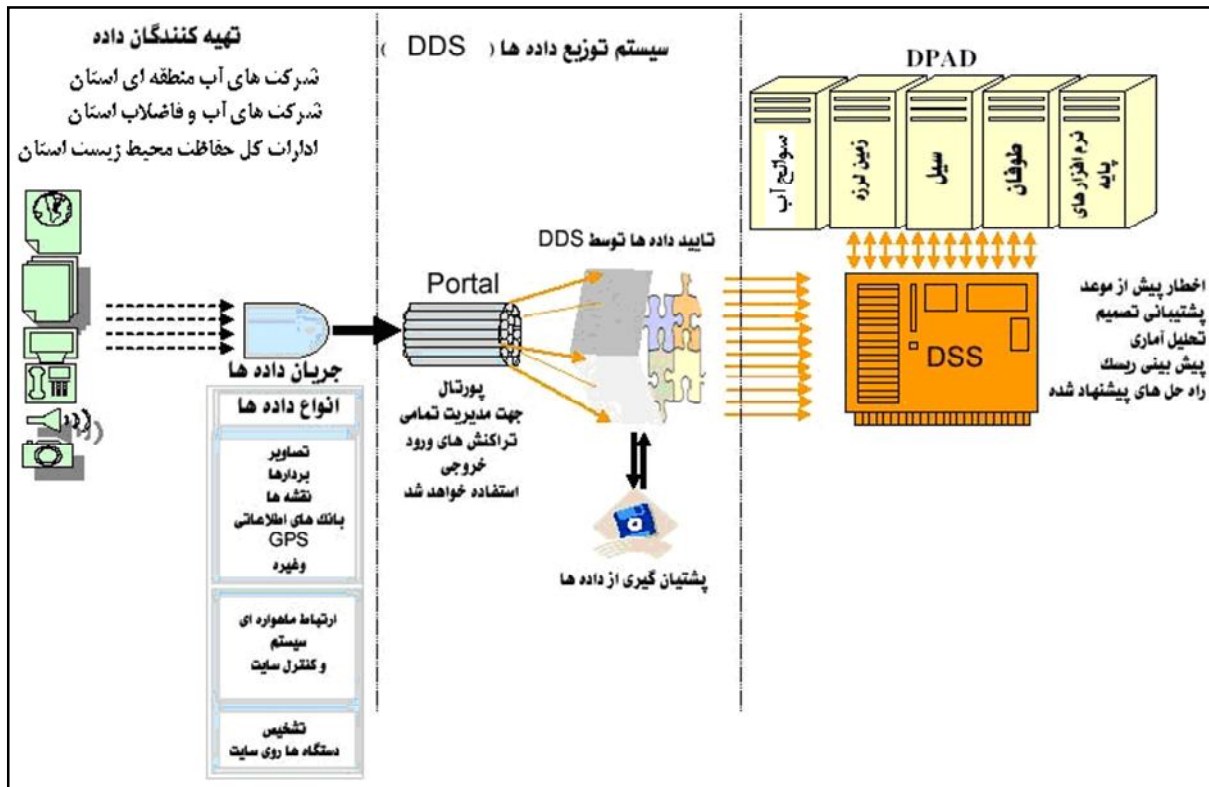 تهیه کنندگان داده
شرکت های آب منطقه ای استان
شرکت های آب و فاضلاب استان
ادارات کل حفاظت محیط زیست استان
جریان داده ها
انواع داده ها
تصاویر
بردارها
نقشه ها
بانک های اطلاعاتی
GPS
وغیره
ارتباط ماهواره ای
سیستم
و کنترل سایت
تشخیص
دستگاه ها روی سایت
سیستم توزیع داده ها ( DDS )
Portal
پورتال
جهت مدیریت تمامی
تراکنش های ورود
خروجی
استفاده خواهد شد
تایید داده ها توسط DDS
پشتیان گیری از داده ها
DPAD
سوانح آب
زمین لرزه
سیل
طوفان
نرم افزار های
پایه
DSS
اخطار پیش از موعد
پشتیبانی تصمیم
تحلیل آماری
پیش بینی ریسک
راه حل های پیشنهاد شده